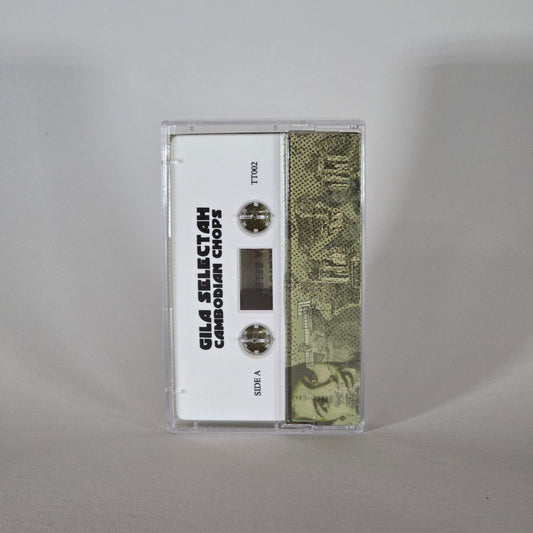 GILA SELECTAH
CAMBODIAN CHOPS
SIDE A
TT002